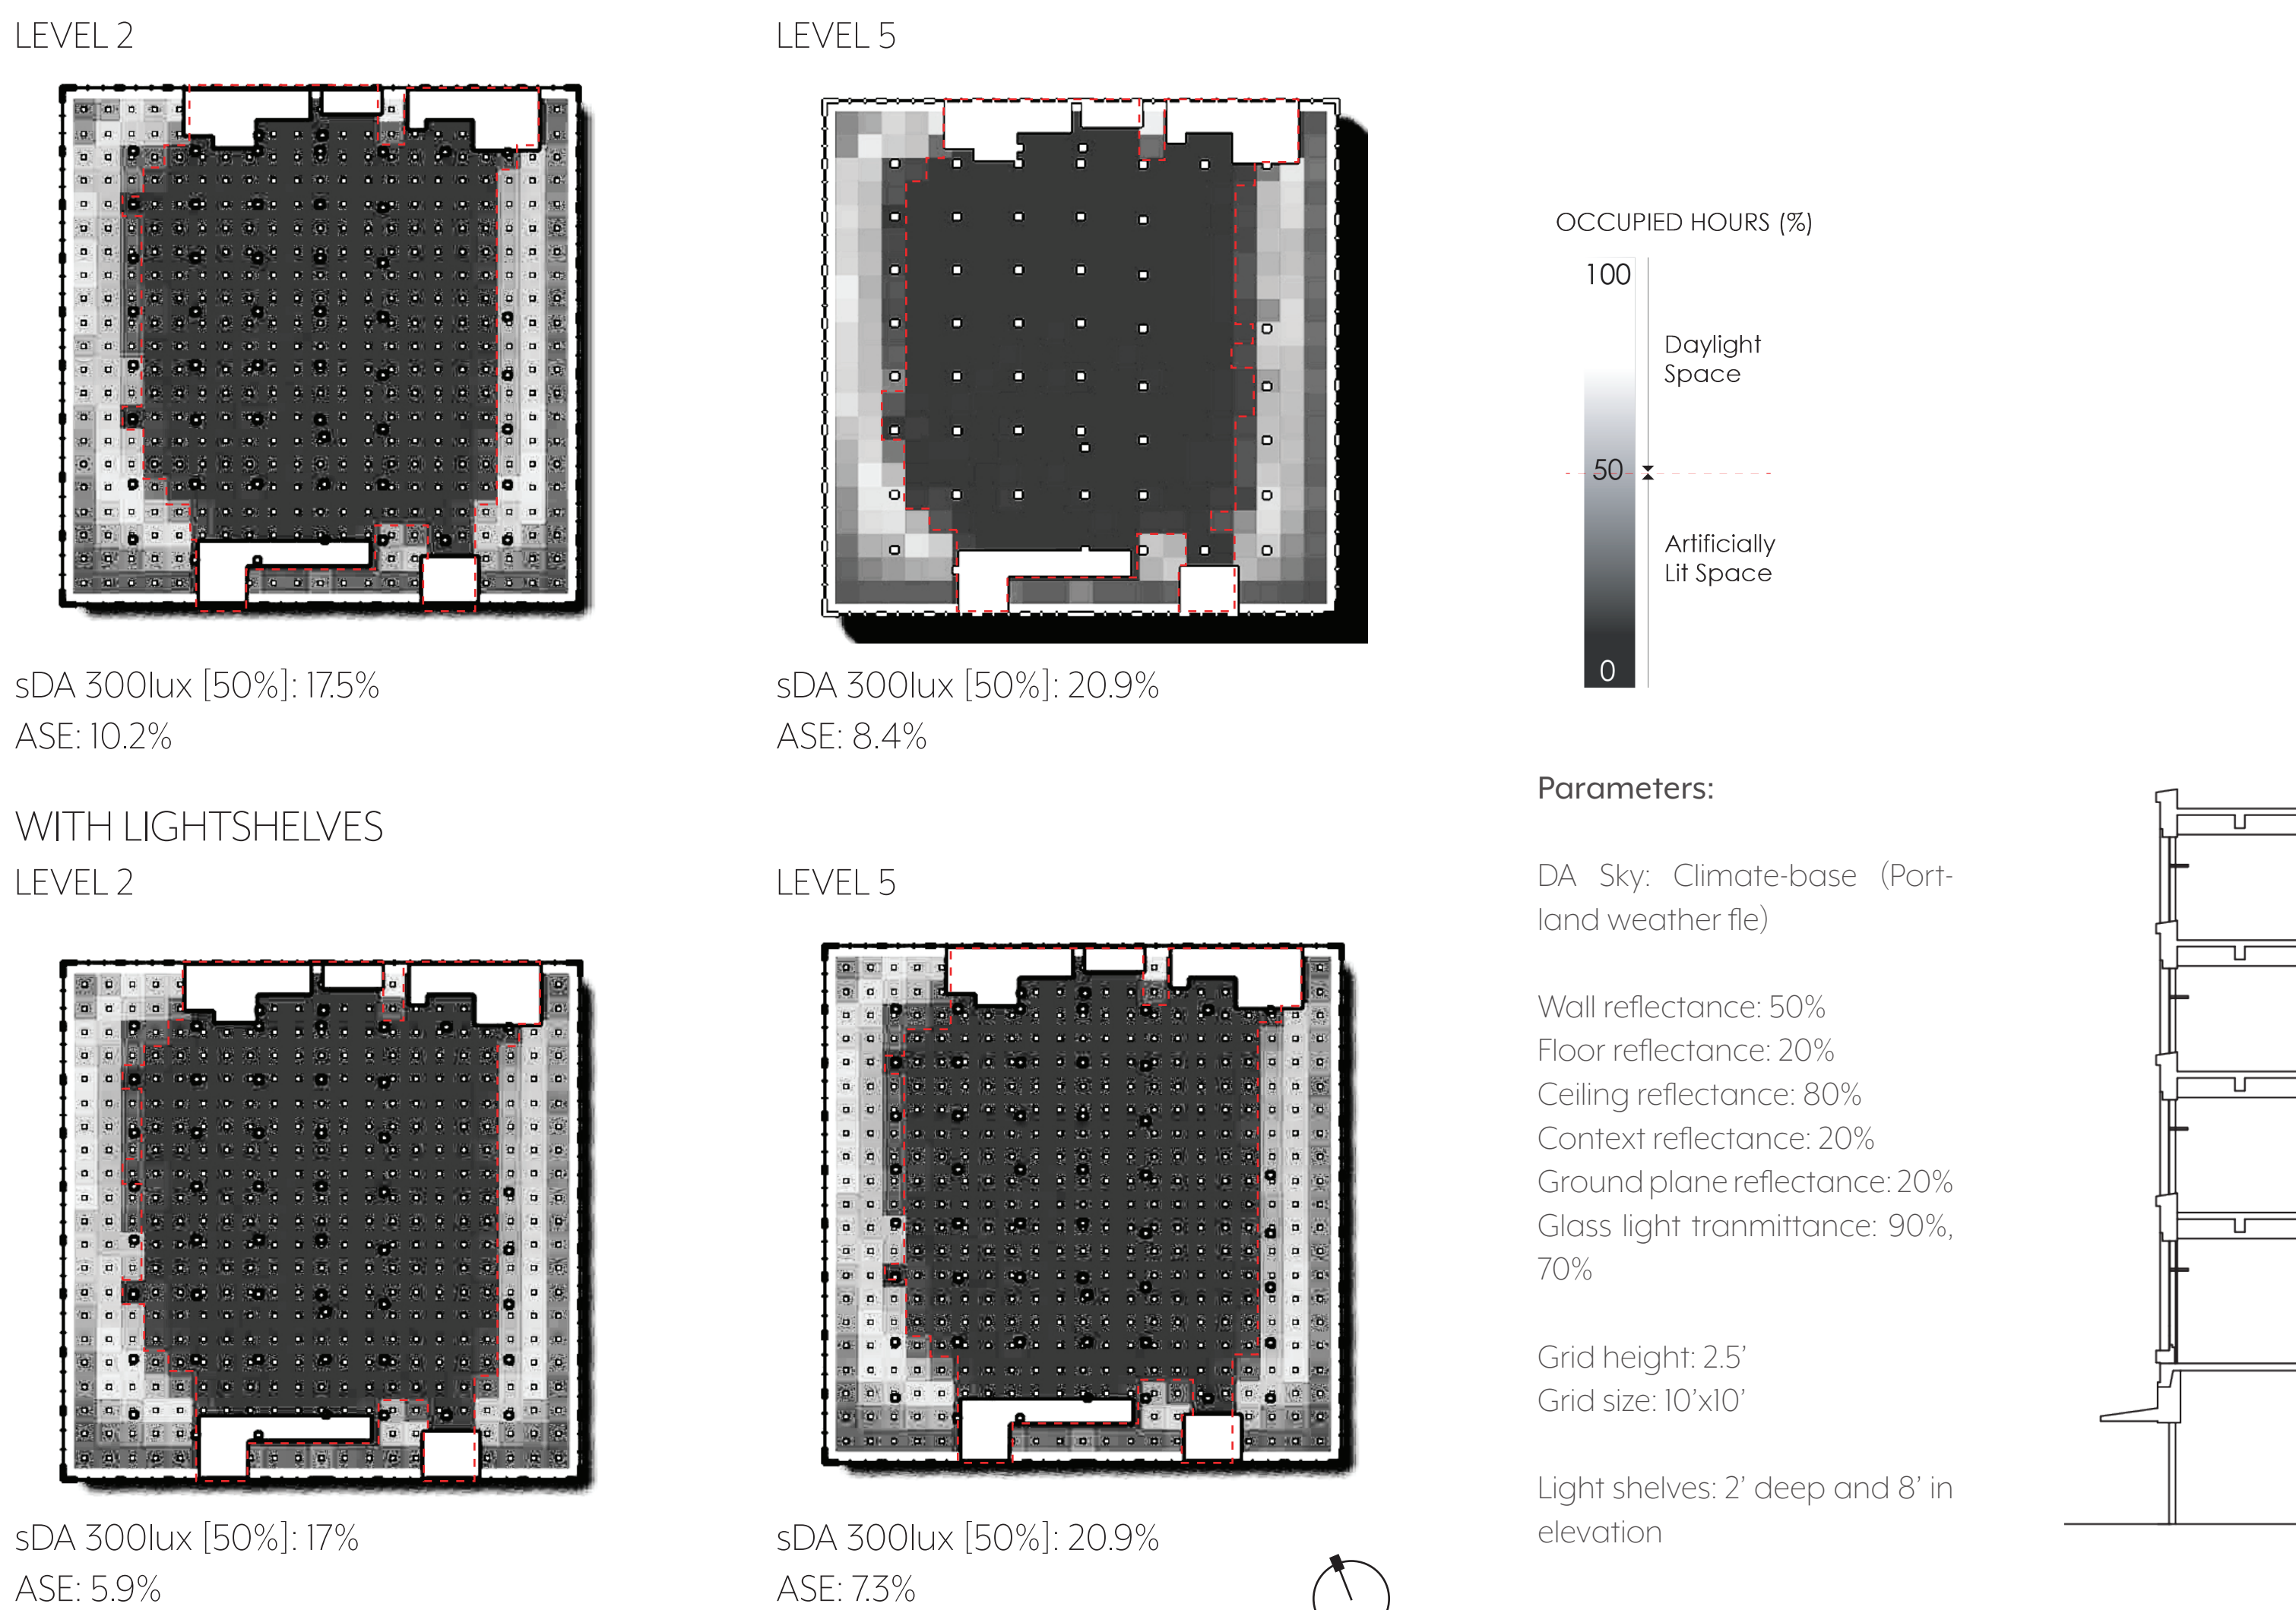 LEVEL 2
LEVEL 5
sDA 300lux [50%]: 17.5%
ASE: 10.2%
sDA 300lux [50%]: 20.9%
ASE: 8.4%
OCCUPIED HOURS (%)
100
Daylight
Space
50
Artificially
Lit Space
0
WITH LIGHTSHELVES
LEVEL 2
LEVEL 5
sDA 300lux [50%]: 17%
ASE: 5.9%
sDA 300lux [50%]: 20.9%
ASE: 7.3%
Parameters:
DA Sky: Climate-base (Port-
land weather fle)
Wall reflectance: 50%
Floor reflectance: 20%
Ceiling reflectance: 80%
Context reflectance: 20%
Ground plane reflectance: 20%
Glass light tranmittance: 90%,
70%
Grid height: 2.5'
Grid size: 10'x10'
Light shelves: 2' deep and 8' in
elevation